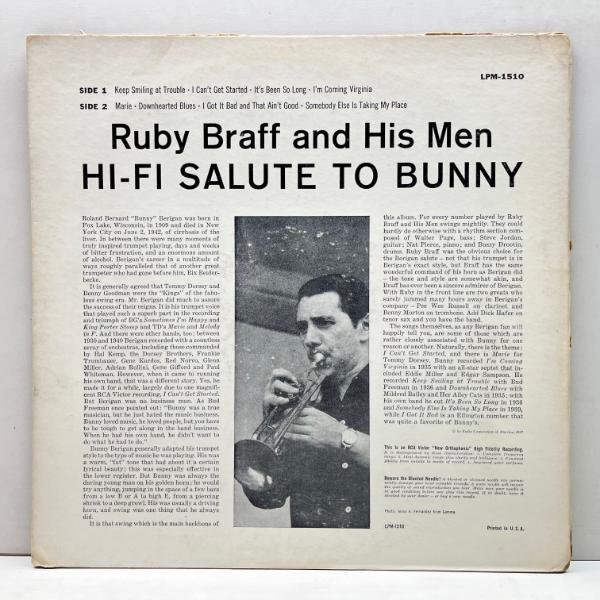 LPM-1510
SIDE 1 Keep Smiling at Trouble • I Can't Get Started • It's Been So Long • I'm Coming Virginia
SIDE 2 Marie • Downhearted Blues • I Got It Bad and That Ain't Good • Somebody Else Is Taking My Place
Ruby Braff and His Men
HI-FI SALUTE TO BUNNY
Roland Bernard "Bunny" Berigan was born in
Fox Lake, Wisconsin, in 1909 and died in New
York City on June 2, 1942, of cirrhosis of the
liver. In between there were many moments of
truly inspired trumpet playing, days and weeks
of bitter frustration, and an enormous amount
of alcohol. Berigan's career in a multitude of
ways roughly paralleled that of another great
trumpeter who had gone before him, Bix Beider-
becke.
It is generally agreed that Tommy Dorsey and
Benny Goodman were the "Kings" of the fabu-
lous swing era. Mr. Berigan did much to assure
the success of their reigns. It is his trumpet voice
that played such a superb part in the recording
and triumph of BG's Sometimes I'm Happy and
King Porter Stomp and TD's Marie and Melody
in F. And there were other bands, too; between
1930 and 1949 Berigan recorded with a countless
array of orchestras, including those commanded
by Hal Kemp, the Dorsey Brothers, Frankie
Trumbauer, Gene Kardos, Red Norvo, Glenn
Miller, Adrian Rollini, Gene Gifford and Paul
Whiteman. However, when it came to running
his own band, that was a different story. Yes, he
made it for a while, largely due to one magnifi-
cent RCA Victor recording, I Can't Get Started.
But Berigan was no business man. As Bud
Freeman once pointed out: "Bunny was a true
musician, but he just hated the music business.
Bunny loved music, he loved people, but you have
to be tough to get along in the band business.
When he had his own band, he didn't want to
do what he had to do."
Bunny Berigan generally adapted his trumpet
style to the type of music he was playing. His was
a warm, "fat" tone that had about it a certain
lyrical beauty; this was especially effective in
the lower register. But Bunny was always the
daring young man on his golden horn; he would
try anything, jumping in the space of a few bars
from a low B or A to high E, from a piercing
shriek to a deep growl. His was usually a driving
horn, and swing was one thing that he always
did.
It is that swing which is the main backbone of
this album. For every number played by Ruby
Braff and His Men swings mightily. They could
hardly do otherwise with a rhythm section com-
posed of Walter Page, bass; Steve Jordan,
guitar; Nat Pierce, piano; and Buzzy Drootin,
drums. Ruby Braff was the obvious choice for
the Berigan salute – not that his trumpet is in
Berigan's exact style, but Braff has the same
wonderful command of his horn as Berigan did
– the tone and style are somewhat akin, and
Braff has ever been a sincere admirer of Berigan.
With Ruby in the front line are two greats who
surely jammed many hours away in Berigan's
company – Pee Wee Russell on clarinet and
Benny Morton on trombone. Add Dick Hafer on
tenor sax and you have the band.
The songs themselves, as any Berigan fan will
happily tell you, are some of those which are
rather closely associated with Bunny for one
reason or another. Naturally, there is the theme:
I Can't Get Started, and there is Marie for
Tommy Dorsey. Bunny recorded I'm Coming
Virginia in 1935 with an all-star septet that in-
cluded Eddie Miller and Edgar Sampson. He
recorded Keep Smiling at Trouble with Bud
Freeman in 1936 and Downhearted Blues with
Mildred Bailey and Her Alley Cats in 1935; with
his own band he cut It's Been So Long in 1936
and Somebody Else Is Taking My Place in 1939,
while I Got It Bad is an Ellington number that
was quite a favorite of Bunny's.
© by Radio Corporation of America, 1957
This is an RCA Victor "New Orthophonic" High Fidelity Recording.
Beware the Blunted Needle!
LPM-1510
Printed in U.S.A.